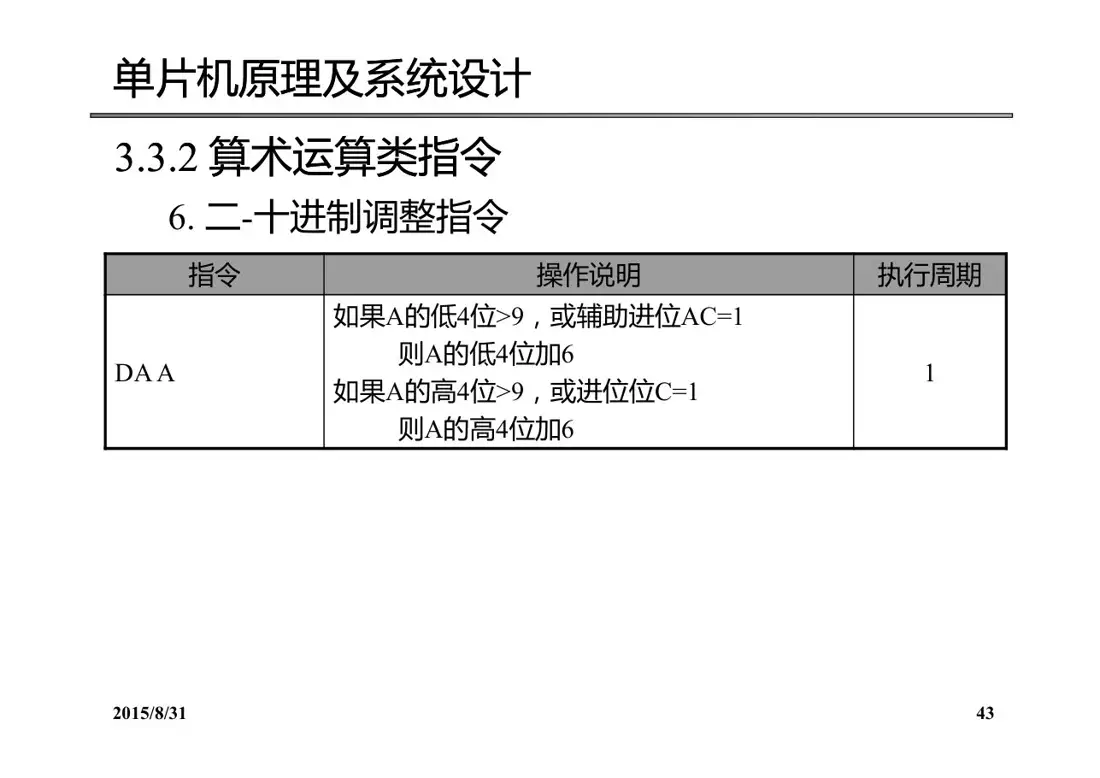 单片机原理及系统设计
3.3.2 算术运算类指令
6. 二-十进制调整指令
指令 操作说明 执行周期
如果A的低4位>9，或辅助进位AC=1
则A的低4位加6
DA A 1
如果A的高4位>9，或进位位C=1
则A的高4位加6
2015/8/31 43